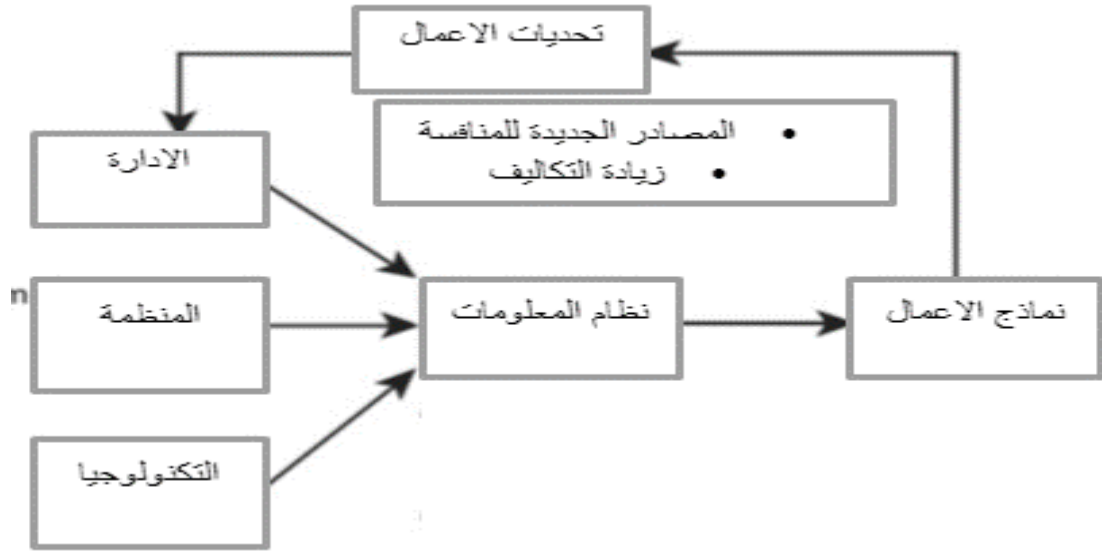 تحديات الاعمال
• المصادر الجديدة للمنافسة
• زيادة التكاليف
الادارة
المنظمة
التكنولوجيا
نظام المعلومات
نماذج الاعمال
n